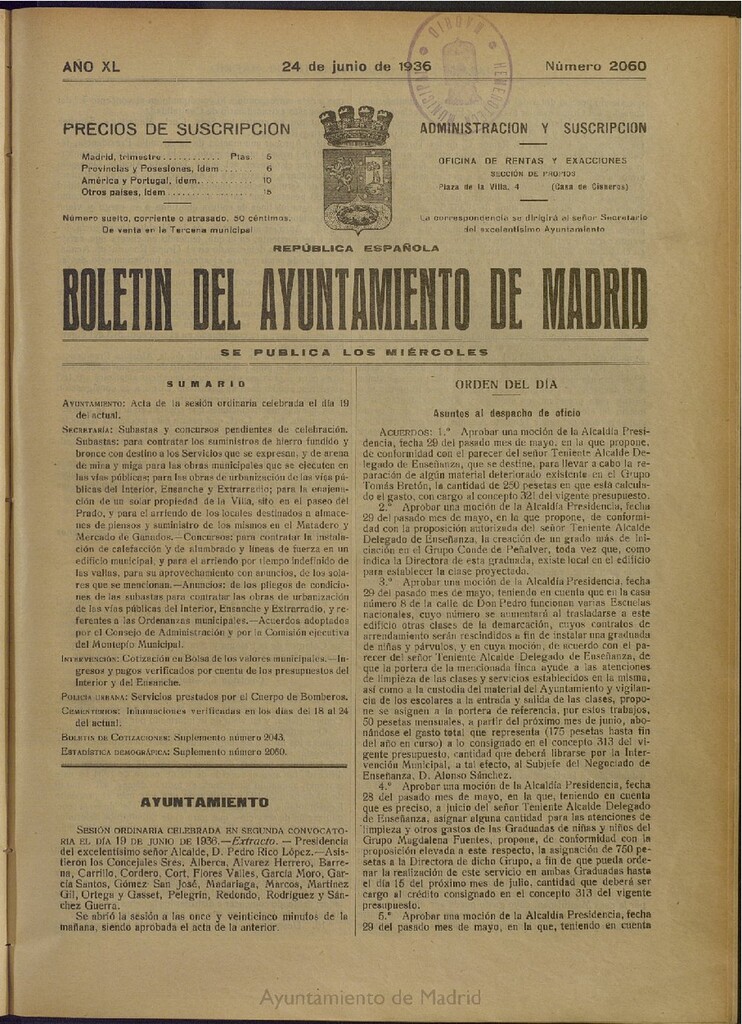 AÑO XL
24 de junio de 1936
Número 2060
PRECIOS DE SUSCRIPCION
Madrid, trimestre............ Ptas. 5
Provincias y Posesiones, idem..... 6
América y Portugal, idem........... 10
Otros países, idem................ 15
Número suelto, corriente o atrasado, 50 céntimos.
De venta en la Tercena municipal
ADMINISTRACION Y SUSCRIPCION
OFICINA DE RENTAS Y EXACCIONES
SECCIÓN DE PROPIOS
Plaza de la Villa, 4 (Casa de Cisneros)
La correspondencia se dirigirá al señor Secretario
del excelentísimo Ayuntamiento
REPÚBLICA ESPAÑOLA
BOLETIN DEL AYUNTAMIENTO DE MADRID
SE PUBLICA LOS MIÉRCOLES
SUMARIO
AYUNTAMIENTO: Acta de la sesión ordinaria celebrada el día 19
del actual.
SECRETARÍA: Subastas y concursos pendientes de celebración.
Subastas: para contratar los suministros de hierro fundido y
bronce con destino a los Servicios que se expresan, y de arena
de mina y miga para las obras municipales que se ejecuten en
las vías públicas; para las obras de urbanización de las vías pú-
blicas del Interior, Ensanche y Extrarradio; para la enajena-
ción de un solar propiedad de la Villa, sito en el paseo del
Prado, y para el arriendo de los locales destinados a almace-
nes de piensos y suministro de los mismos en el Matadero y
Mercado de Ganados.—Concursos: para contratar la instala-
ción de calefacción y de alumbrado y líneas de fuerza en un
edificio municipal, y para el arriendo por tiempo indefinido de
las vallas, para su aprovechamiento con anuncios, de los sola-
res que se mencionan.—Anuncios: de los pliegos de condicio-
nes de las subastas para contratar las obras de urbanización
de las vías públicas del Interior, Ensanche y Extrarradio, y re-
ferentes a las Ordenanzas municipales.—Acuerdos adoptados
por el Consejo de Administración y por la Comisión ejecutiva
del Montepío Municipal.
INTERVENCIÓN: Cotización en Bolsa de los valores municipales.—In-
gresos y pagos verificados por cuenta de los presupuestos del
Interior y del Ensanche.
POLICÍA URBANA: Servicios prestados por el Cuerpo de Bomberos.
CEMENTERIOS: Inhumaciones verificadas en los días del 18 al 24
del actual.
BOLETÍN DE COTIZACIONES: Suplemento número 2043.
ESTADÍSTICA DEMOGRÁFICA: Suplemento número 2060.
AYUNTAMIENTO
SESIÓN ORDINARIA CELEBRADA EN SEGUNDA CONVOCATO-
RIA EL DÍA 19 DE JUNIO DE 1936.—Extracto.— Presidencia
del excelentísimo señor Alcalde, D. Pedro Rico López.—Asis-
tieron los Concejales Sres. Alberca, Alvarez Herrero, Barre-
na, Carrillo, Cordero, Cort, Flores Valles, García Moro, Gar-
cía Santos, Gómez San José, Madariaga, Marcos, Martínez
Gil, Ortega y Gasset, Pelegrín, Redondo, Rodríguez y Sán-
chez Guerra.
Se abrió la sesión a las once y veinticinco minutos de la
mañana, siendo aprobada el acta de la anterior.
ORDEN DEL DÍA
Asuntos al despacho de oficio
ACUERDOS: 1.º Aprobar una moción de la Alcaldía Presi-
dencia, fecha 29 del pasado mes de mayo, en la que propone,
de conformidad con el parecer del señor Teniente Alcalde De-
legado de Enseñanza, que se destine, para llevar a cabo la re-
paración de algún material deteriorado existente en el Grupo
Tomás Bretón, la cantidad de 250 pesetas en que está calcula-
do el gasto, con cargo al concepto 321 del vigente presupuesto.
2.º Aprobar una moción de la Alcaldía Presidencia, fecha
29 del pasado mes de mayo, en la que propone, de conformi-
dad con la proposición autorizada del señor Teniente Alcalde
Delegado de Enseñanza, la creación de un grado más de ini-
ciación en el Grupo Conde de Peñalver, toda vez que, como
indica la Directora de esta graduada, existe local en el edificio
para establecer la clase proyectada.
3.º Aprobar una moción de la Alcaldía Presidencia, fecha
29 del pasado mes de mayo, teniendo en cuenta que en la casa
número 8 de la calle de Don Pedro funcionan varias Escuelas
nacionales, cuyo número se aumentará al trasladarse a este
edificio otras clases de la demarcación, cuyos contratos de
arrendamiento serán rescindidos a fin de instalar una graduada
de niñas y párvulos, y en cuya moción, de acuerdo con el pa-
recer del señor Teniente Alcalde Delegado de Enseñanza, de
que la portera de la mencionada finca ayude a las atenciones
de limpieza de las clases y servicios establecidos en la misma,
así como a la custodia del material del Ayuntamiento y vigilan-
cia de los escolares a la entrada y salida de las clases, propo-
ne se asignen a la portera de referencia, por estos trabajos,
50 pesetas mensuales, a partir del próximo mes de junio, abo-
nándose el gasto total que representa (175 pesetas hasta fin
del año en curso) a lo consignado en el concepto 313 del vi-
gente presupuesto, cantidad que deberá librarse por la Inter-
vención Municipal, a tal efecto, al Subjefe del Negociado de
Enseñanza, D. Alonso Sánchez.
4.º Aprobar una moción de la Alcaldía Presidencia, fecha
28 del pasado mes de mayo, en la que, teniendo en cuenta
que es preciso, a juicio del señor Teniente Alcalde Delegado
de Enseñanza, asignar alguna cantidad para las atenciones de
limpieza y otros gastos de las Graduadas de niñas y niños del
Grupo Magdalena Fuentes, propone, de conformidad con la
proposición elevada a este respecto, la asignación de 750 pe-
setas a la Directora de dicho Grupo, a fin de que pueda orde-
nar la realización de este servicio en ambas Graduadas hasta
el día 15 del próximo mes de julio, cantidad que deberá ser
cargo al crédito consignado en el concepto 313 del vigente
presupuesto.
5.º Aprobar una moción de la Alcaldía Presidencia, fecha
29 del pasado mes de mayo, en la que, teniendo en cuenta
Ayuntamiento de Madrid